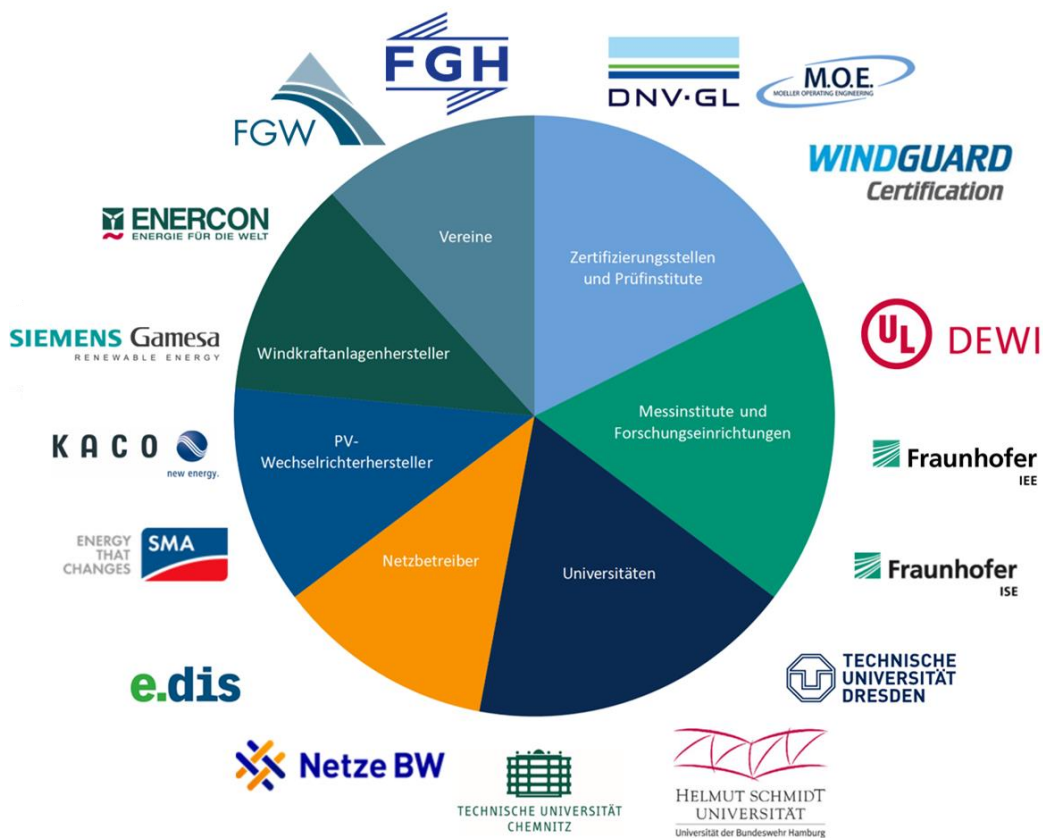 FGH
FGW
DNV·GL
M.O.E.
MOELLER OPERATING ENGINEERING
WINDGUARD
Certification
ENERCON
ENERGIE FÜR DIE WELT
Vereine
Zertifizierungsstellen
und Prüfinstitute
SIEMENS Gamesa
RENEWABLE ENERGY
Windkraftanlagenhersteller
UL DEWI
Messinstitute und
Forschungseinrichtungen
KACO
new energy.
PV-
Wechselrichterhersteller
Fraunhofer
IEE
ENERGY
THAT
CHANGES
SMA
Netzbetreiber
Universitäten
Fraunhofer
ISE
e.dis
TECHNISCHE
UNIVERSITÄT
DRESDEN
Netze BW
TECHNISCHE UNIVERSITÄT
CHEMNITZ
HELMUT SCHMIDT
UNIVERSITÄT
Universität der Bundeswehr Hamburg